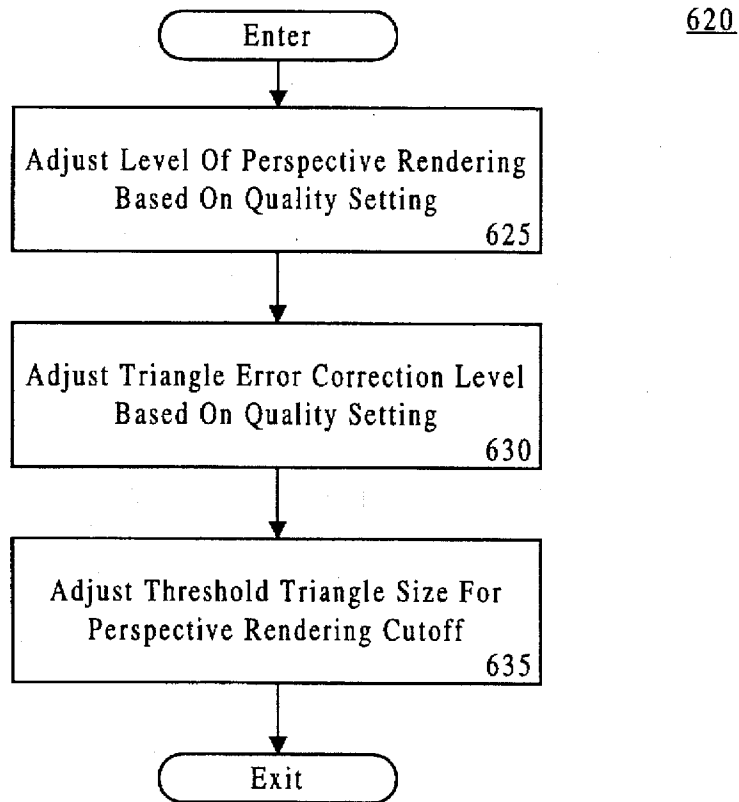 620
Enter
Adjust Level Of Perspective Rendering
Based On Quality Setting
625
Adjust Triangle Error Correction Level
Based On Quality Setting
630
Adjust Threshold Triangle Size For
Perspective Rendering Cutoff
635
Exit